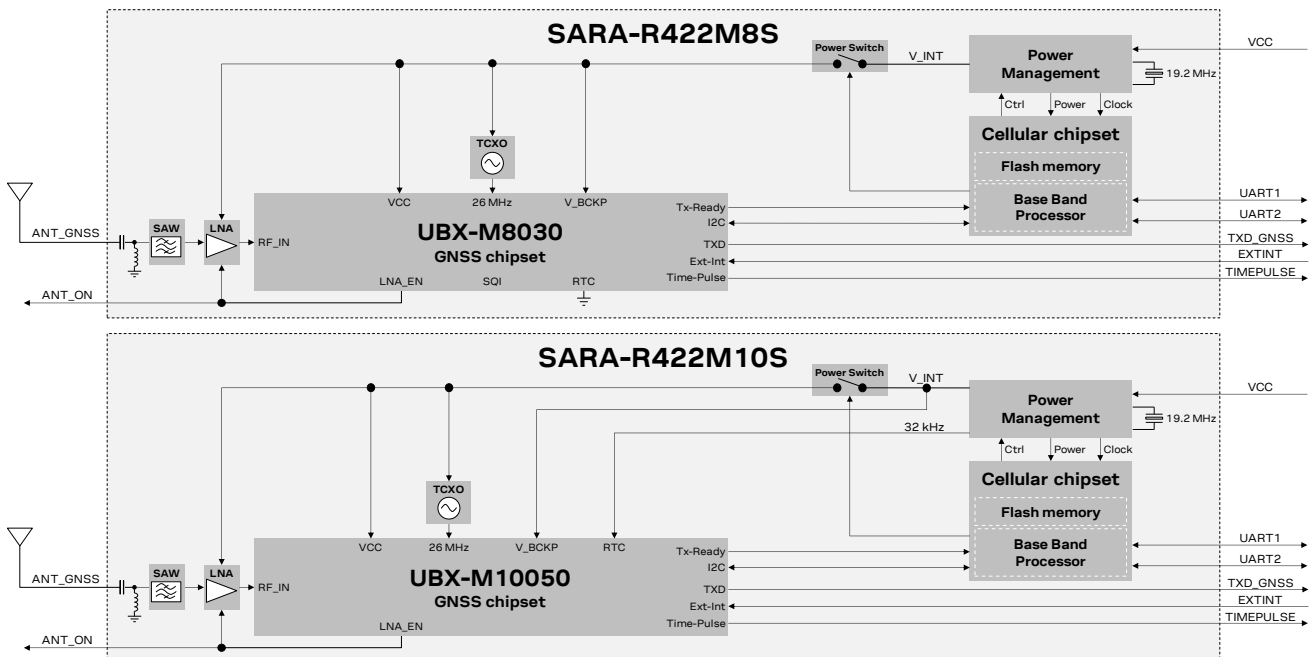 SARA-R422M8S
Power Switch
V_INT
Power
Management
VCC
19.2 MHz
Ctrl
Power
Clock
Cellular chipset
Flash memory
Base Band
Processor
TCXO
VCC
26 MHz
V_BCKP
UBX-M8030
GNSS chipset
Tx-Ready
I2C
TXD
Ext-Int
Time-Pulse
UART1
UART2
TXD_GNSS
EXTINT
TIMEPULSE
ANT_GNSS
SAW
LNA
RF_IN
LNA_EN
SQI
RTC
ANT_ON
SARA-R422M10S
Power Switch
V_INT
Power
Management
VCC
19.2 MHz
32 kHz
Ctrl
Power
Clock
Cellular chipset
Flash memory
Base Band
Processor
TCXO
VCC
26 MHz
V_BCKP
RTC
UBX-M10050
GNSS chipset
Tx-Ready
I2C
TXD
Ext-Int
Time-Pulse
UART1
UART2
TXD_GNSS
EXTINT
TIMEPULSE
ANT_GNSS
SAW
LNA
RF_IN
LNA_EN
ANT_ON